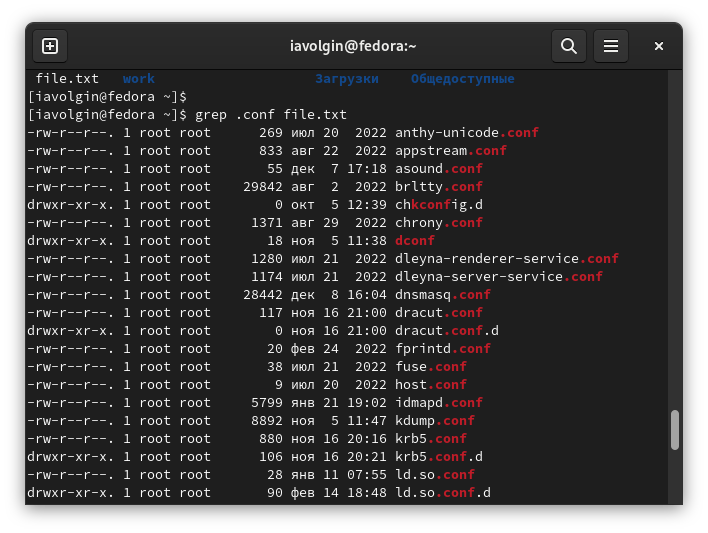 iavolgin@fedora:~
file.txt work Загрузки Общедоступные
[iavolgin@fedora ~]$
[iavolgin@fedora ~]$ grep .conf file.txt
-rw-r--r--. 1 root root 269 июл 20 2022 anthy-unicode.conf
-rw-r--r--. 1 root root 833 авг 22 2022 appstream.conf
-rw-r--r--. 1 root root 55 дек 7 17:18 asound.conf
-rw-r--r--. 1 root root 29842 авг 2 2022 brltty.conf
drwxr-xr-x. 1 root root 0 окт 5 12:39 chkconfig.d
-rw-r--r--. 1 root root 1371 авг 29 2022 chrony.conf
drwxr-xr-x. 1 root root 18 ноя 5 11:38 dconf
-rw-r--r--. 1 root root 1280 июл 21 2022 dleyna-renderer-service.conf
-rw-r--r--. 1 root root 1174 июл 21 2022 dleyna-server-service.conf
-rw-r--r--. 1 root root 28442 дек 8 16:04 dnsmasq.conf
-rw-r--r--. 1 root root 117 ноя 16 21:00 dracut.conf
drwxr-xr-x. 1 root root 0 ноя 16 21:00 dracut.conf.d
-rw-r--r--. 1 root root 20 фев 24 2022 fprintd.conf
-rw-r--r--. 1 root root 38 июл 21 2022 fuse.conf
-rw-r--r--. 1 root root 9 июл 20 2022 host.conf
-rw-r--r--. 1 root root 5799 янв 21 19:02 idmapd.conf
-rw-r--r--. 1 root root 8892 ноя 5 11:47 kdump.conf
-rw-r--r--. 1 root root 880 ноя 16 20:16 krb5.conf
drwxr-xr-x. 1 root root 106 ноя 16 20:21 krb5.conf.d
-rw-r--r--. 1 root root 28 янв 11 07:55 ld.so.conf
drwxr-xr-x. 1 root root 90 фев 14 18:48 ld.so.conf.d